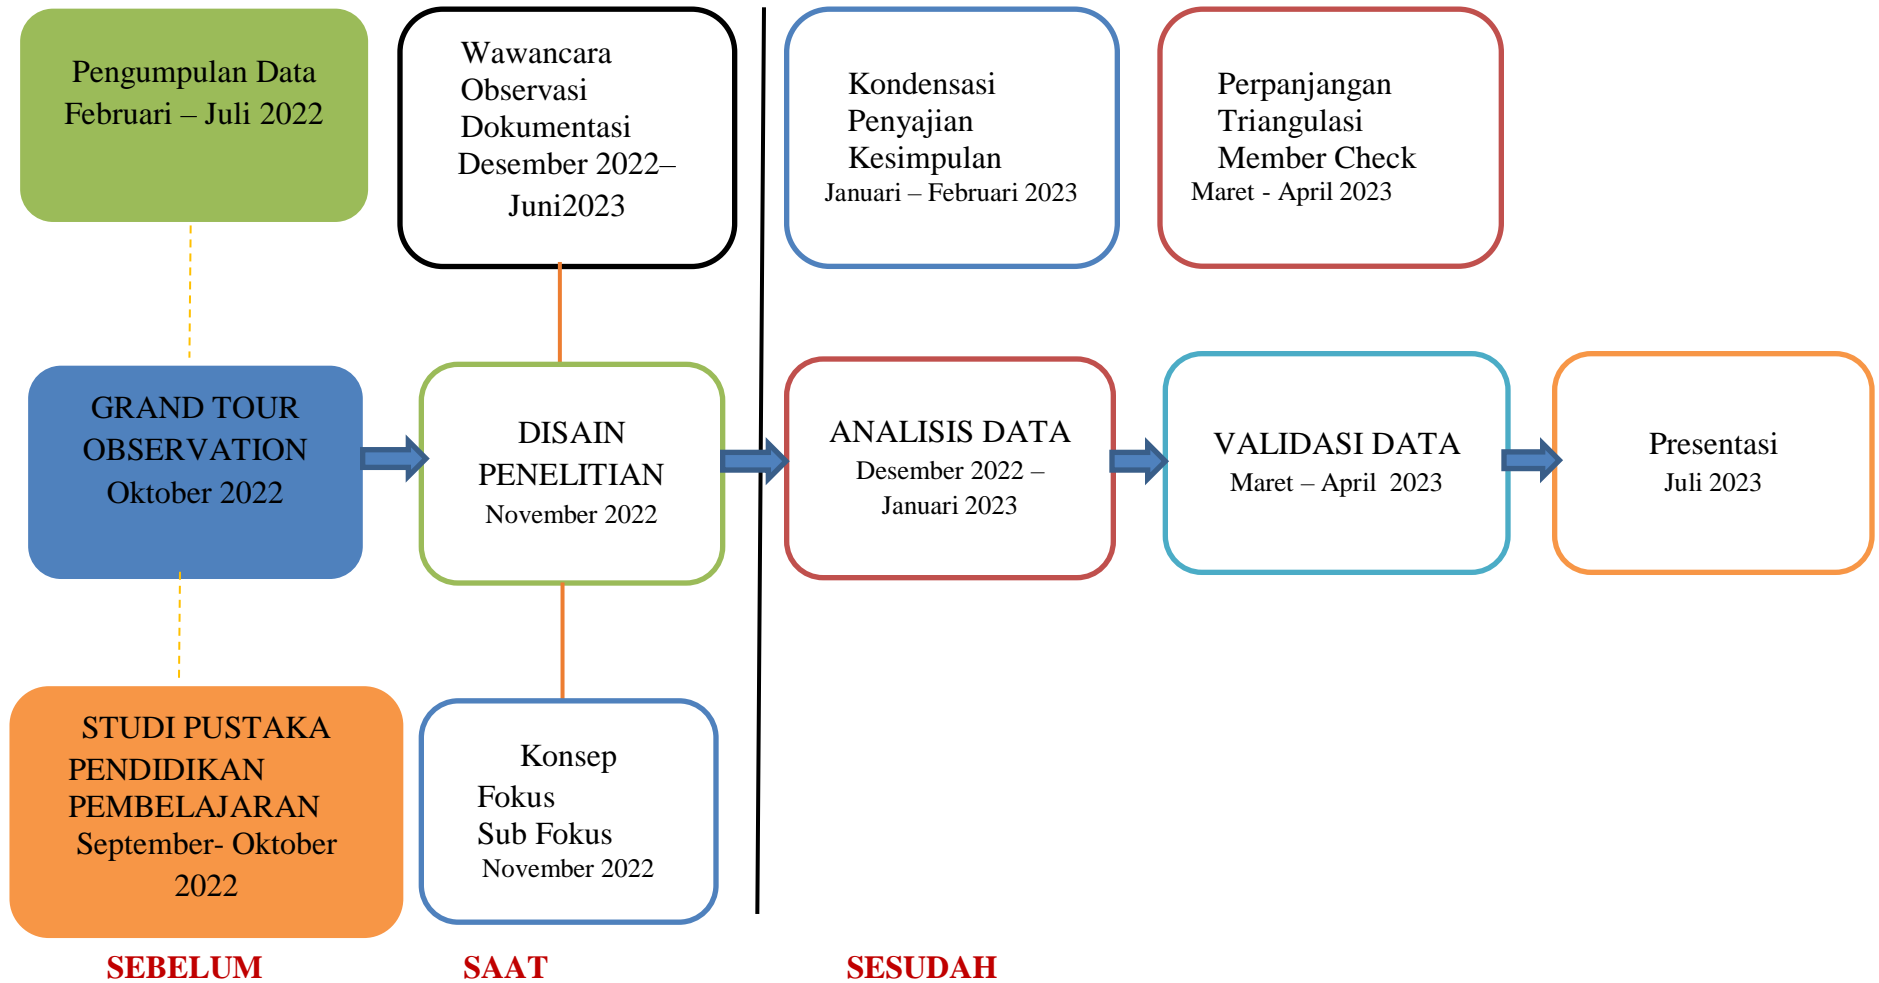 Pengumpulan Data
Februari – Juli 2022
Wawancara
Observasi
Dokumentasi
Desember 2022–
Juni2023
Kondensasi
Penyajian
Kesimpulan
Januari – Februari 2023
Perpanjangan
Triangulasi
Member Check
Maret - April 2023
GRAND TOUR
OBSERVATION
Oktober 2022
DISAIN
PENELITIAN
November 2022
ANALISIS DATA
Desember 2022 –
Januari 2023
VALIDASI DATA
Maret – April  2023
Presentasi
Juli 2023
STUDI PUSTAKA
PENDIDIKAN
PEMBELAJARAN
September- Oktober
2022
Konsep
Fokus
Sub Fokus
November 2022
SEBELUM
SAAT
SESUDAH